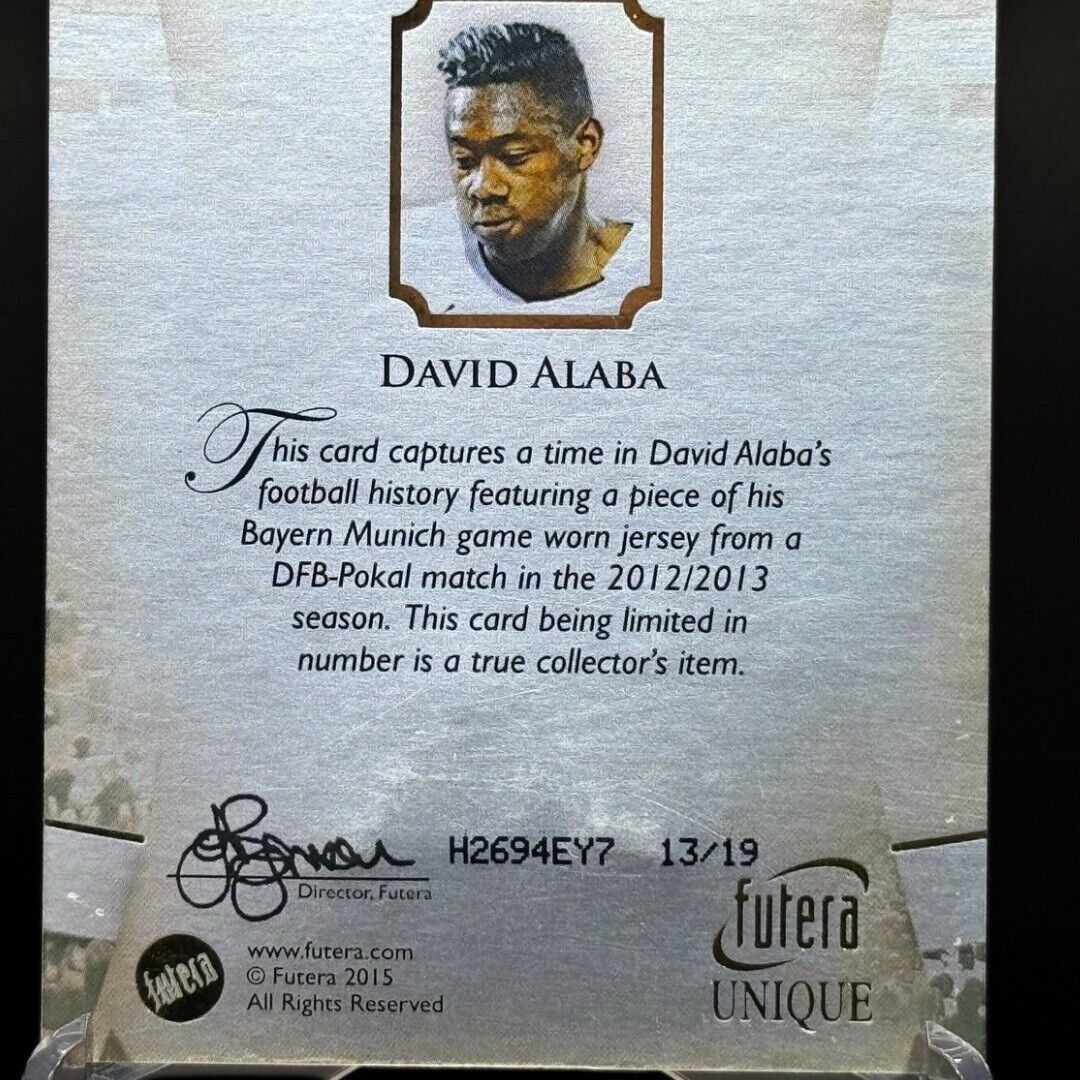 DAVID ALABA
This card captures a time in David Alaba's
football history featuring a piece of his
Bayern Munich game worn jersey from a
DFB-Pokal match in the 2012/2013
season. This card being limited in
number is a true collector's item.
H2694EY7 13/19
Director, Futera
futera
UNIQUE
futera
www.futera.com
© Futera 2015
All Rights Reserved